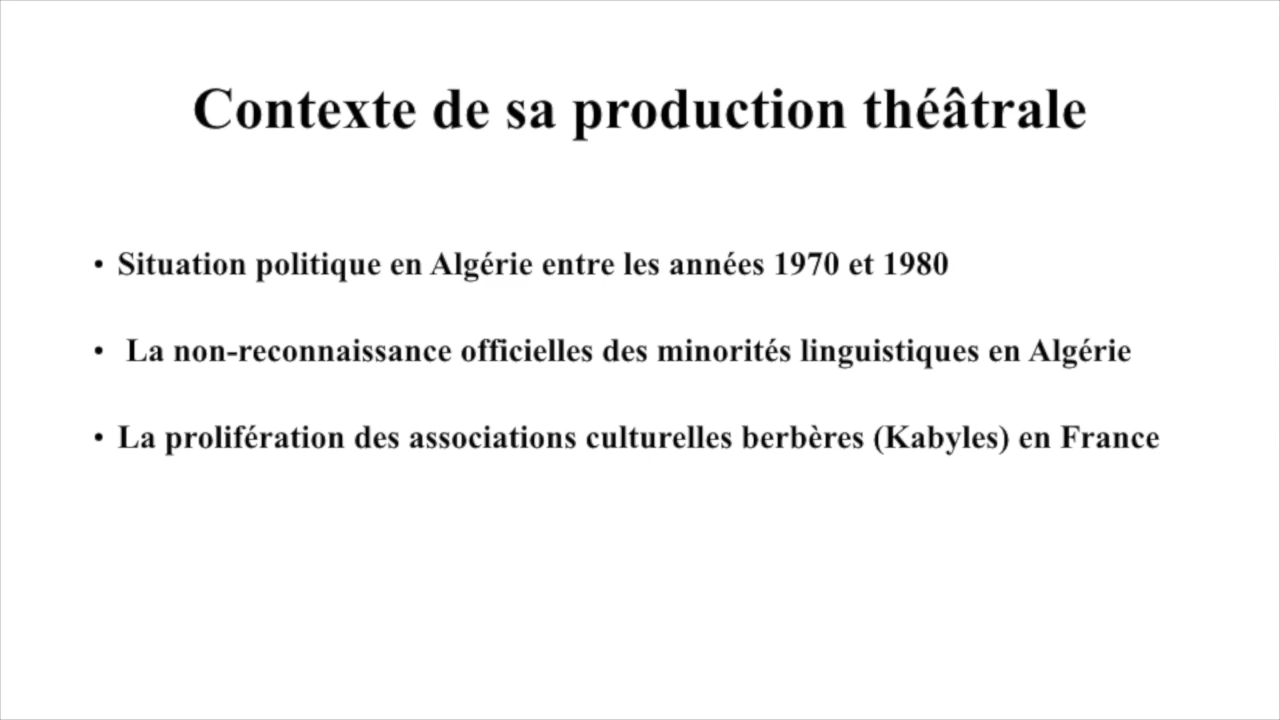 Contexte de sa production théâtrale
• Situation politique en Algérie entre les années 1970 et 1980
• La non-reconnaissance officielles des minorités linguistiques en Algérie
• La prolifération des associations culturelles berbères (Kabyles) en France